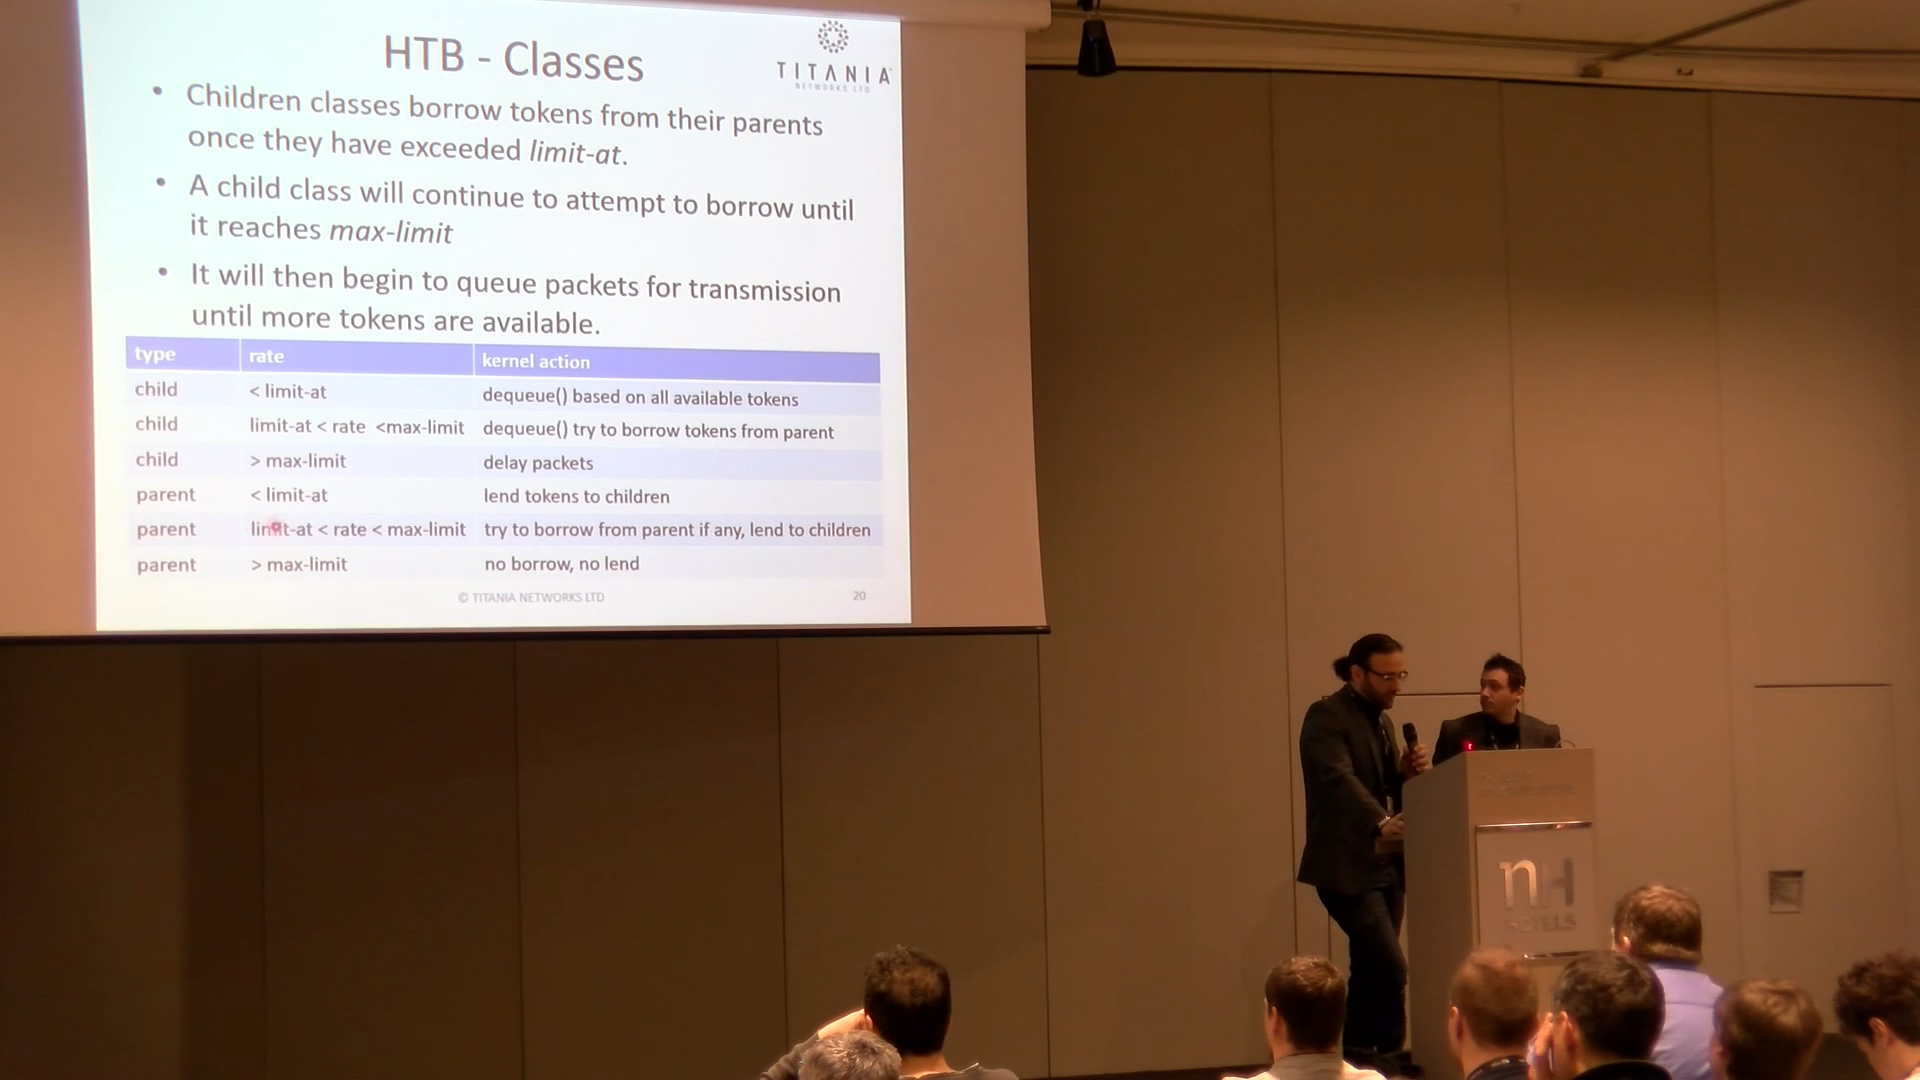 HTB - Classes
TITANIA
NETWORKS LTD
• Children classes borrow tokens from their parents
once they have exceeded limit-at.
• A child class will continue to attempt to borrow until
it reaches max-limit
• It will then begin to queue packets for transmission
until more tokens are available.
type rate kernel action
child < limit-at dequeue() based on all available tokens
child limit-at < rate <max-limit dequeue() try to borrow tokens from parent
child > max-limit delay packets
parent < limit-at lend tokens to children
parent limit-at < rate < max-limit try to borrow from parent if any, lend to children
parent > max-limit no borrow, no lend
© TITANIA NETWORKS LTD 20
nH
HOTELS